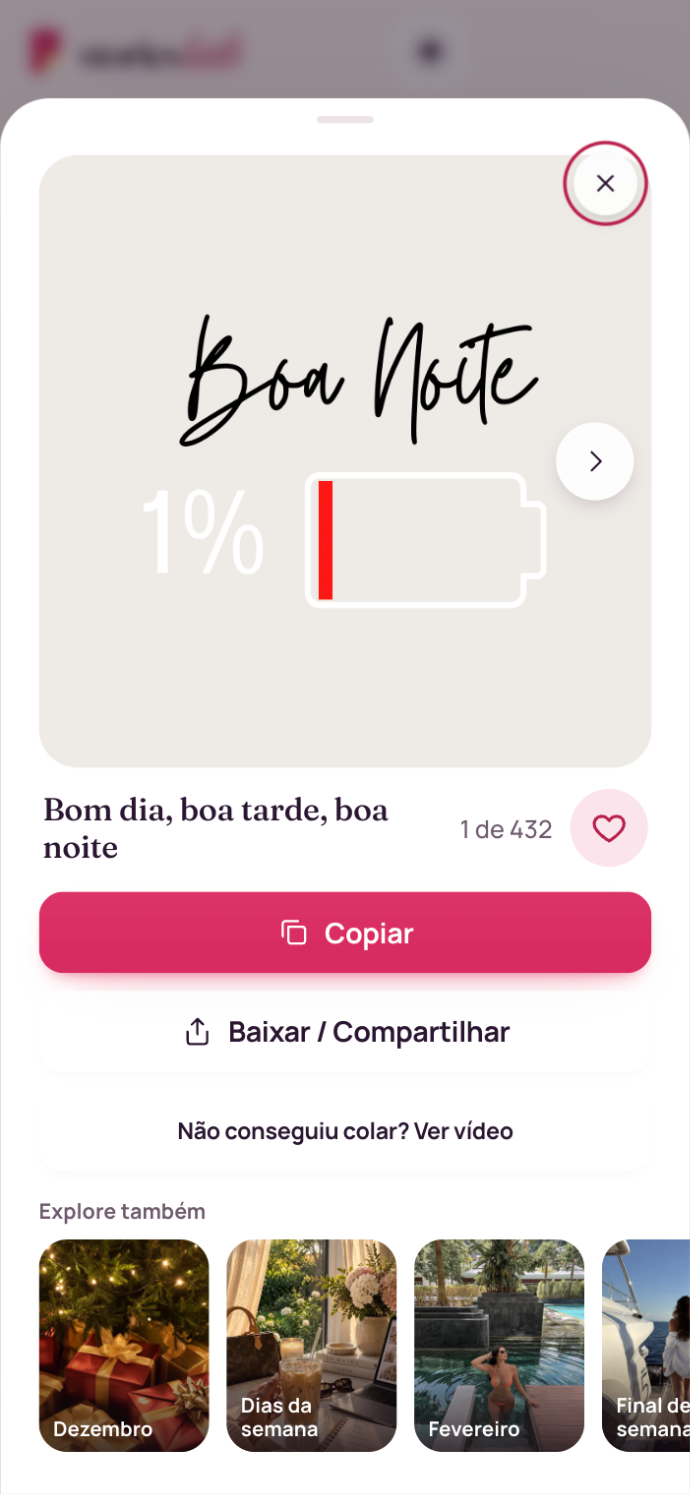 Boa Noite
1%
Bom dia, boa tarde, boa
noite
1 de 432
Copiar
Baixar / Compartilhar
Não conseguiu colar? Ver vídeo
Explore também
Dezembro
Dias da
semana
Fevereiro
Final de
semana